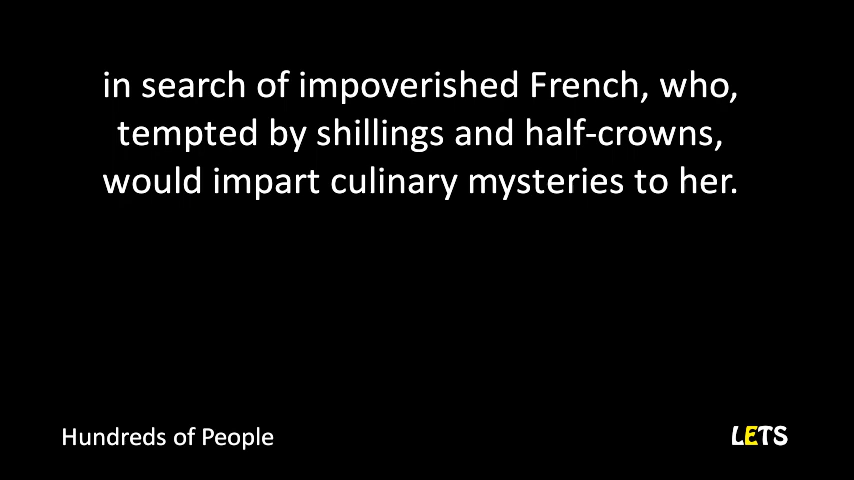 in search of impoverished French, who,
tempted by shillings and half-crowns,
would impart culinary mysteries to her.
Hundreds of People
LETS